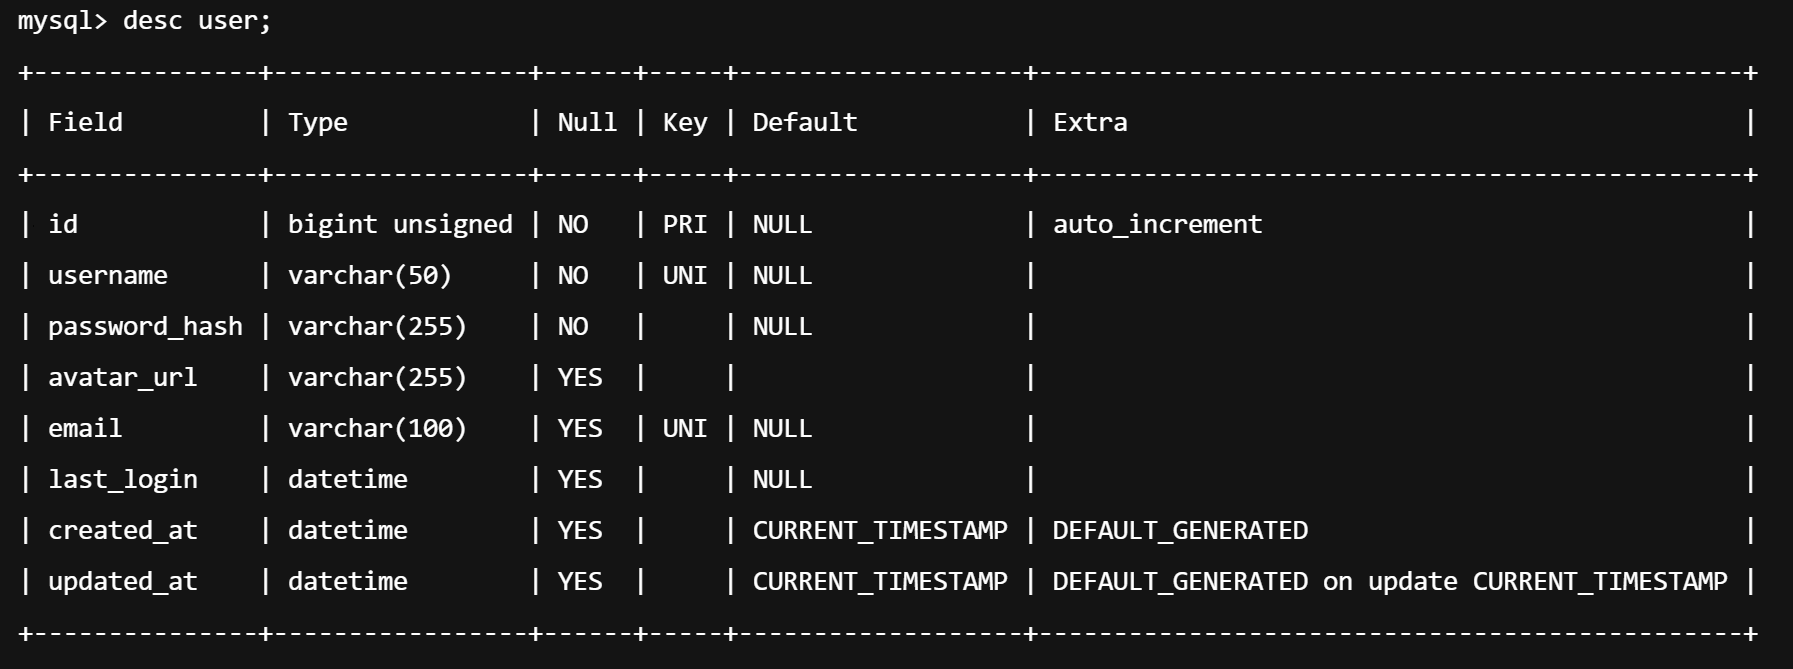 mysql> desc user;
+---------------+-----------------+------+-----+-------------------+-----------------------------------------------+
| Field         | Type            | Null | Key | Default           | Extra                                         |
+---------------+-----------------+------+-----+-------------------+-----------------------------------------------+
| id            | bigint unsigned | NO   | PRI | NULL              | auto_increment                                |
| username      | varchar(50)     | NO   | UNI | NULL              |                                               |
| password_hash | varchar(255)    | NO   |     | NULL              |                                               |
| avatar_url    | varchar(255)    | YES  |     |                   |                                               |
| email         | varchar(100)    | YES  | UNI | NULL              |                                               |
| last_login    | datetime        | YES  |     | NULL              |                                               |
| created_at    | datetime        | YES  |     | CURRENT_TIMESTAMP | DEFAULT_GENERATED                             |
| updated_at    | datetime        | YES  |     | CURRENT_TIMESTAMP | DEFAULT_GENERATED on update CURRENT_TIMESTAMP |
+---------------+-----------------+------+-----+-------------------+-----------------------------------------------+